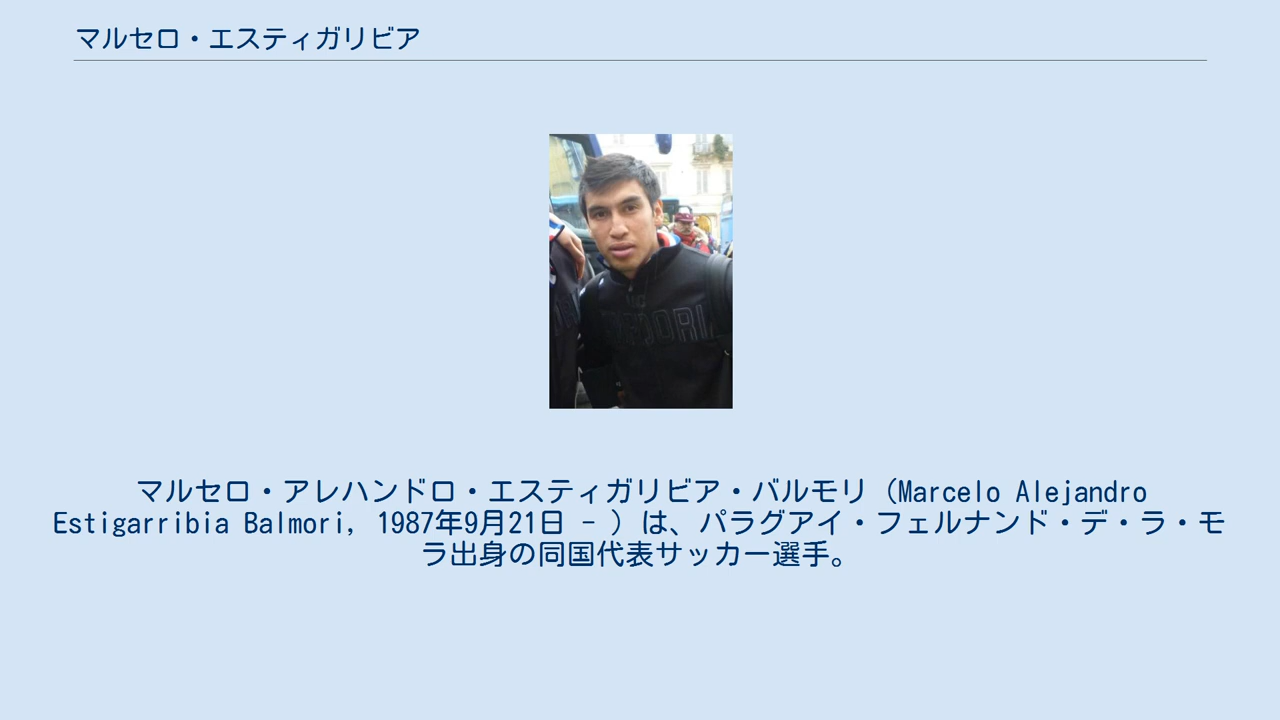 マルセロ・エスティガリビア
マルセロ・アレハンドロ・エスティガリビア・バルモリ（Marcelo Alejandro
Estigarribia Balmori, 1987年9月21日 - ）は、パラグアイ・フェルナンド・デ・ラ・モ
ラ出身の同国代表サッカー選手。